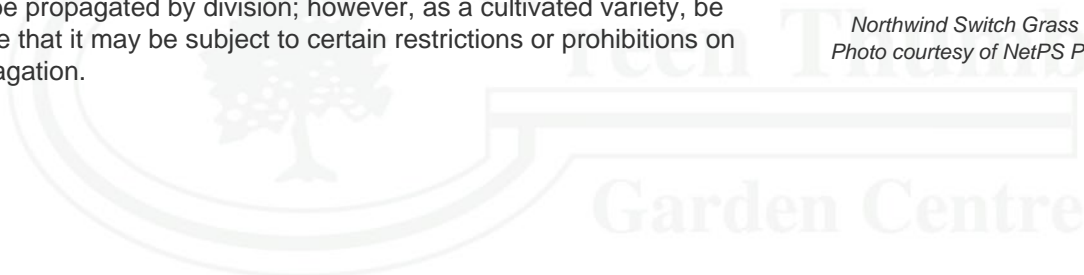 be propagated by division; however, as a cultivated variety, be
that it may be subject to certain restrictions or prohibitions on
Northwind Switch Grass
Photo courtesy of NetPS P
Thumb
Garden Centre